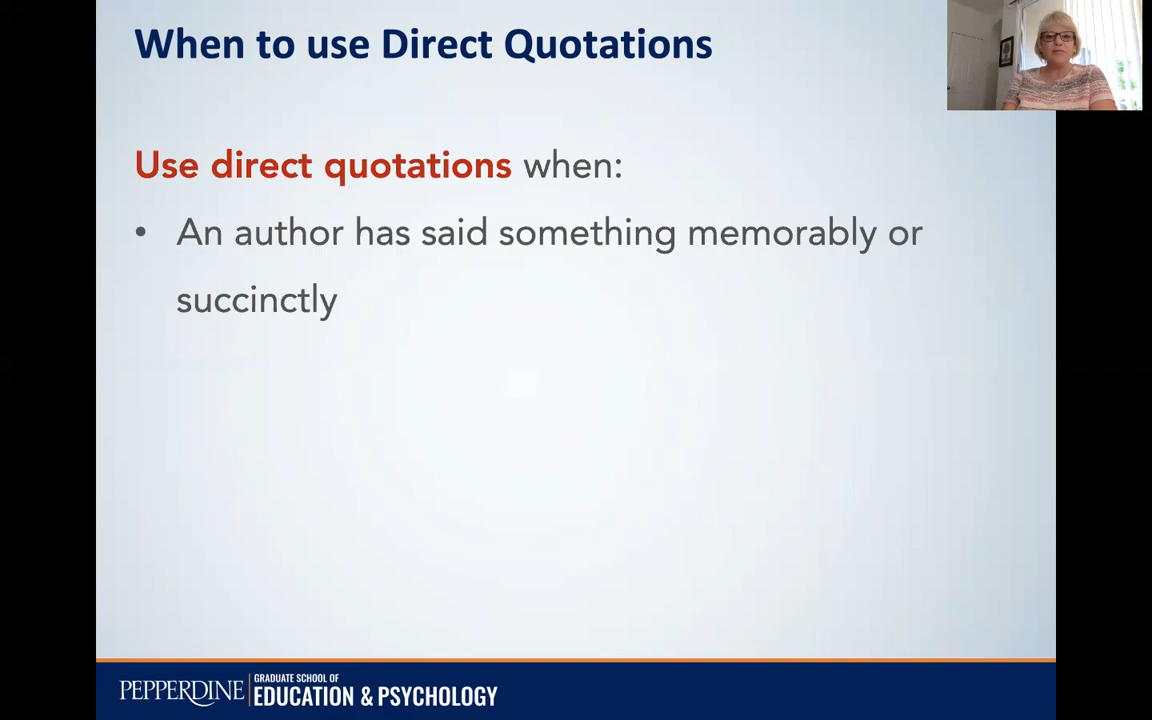 When to use Direct Quotations
Use direct quotations when:
• An author has said something memorably or
succinctly
PEPPERDINE
GRADUATE SCHOOL OF
EDUCATION & PSYCHOLOGY